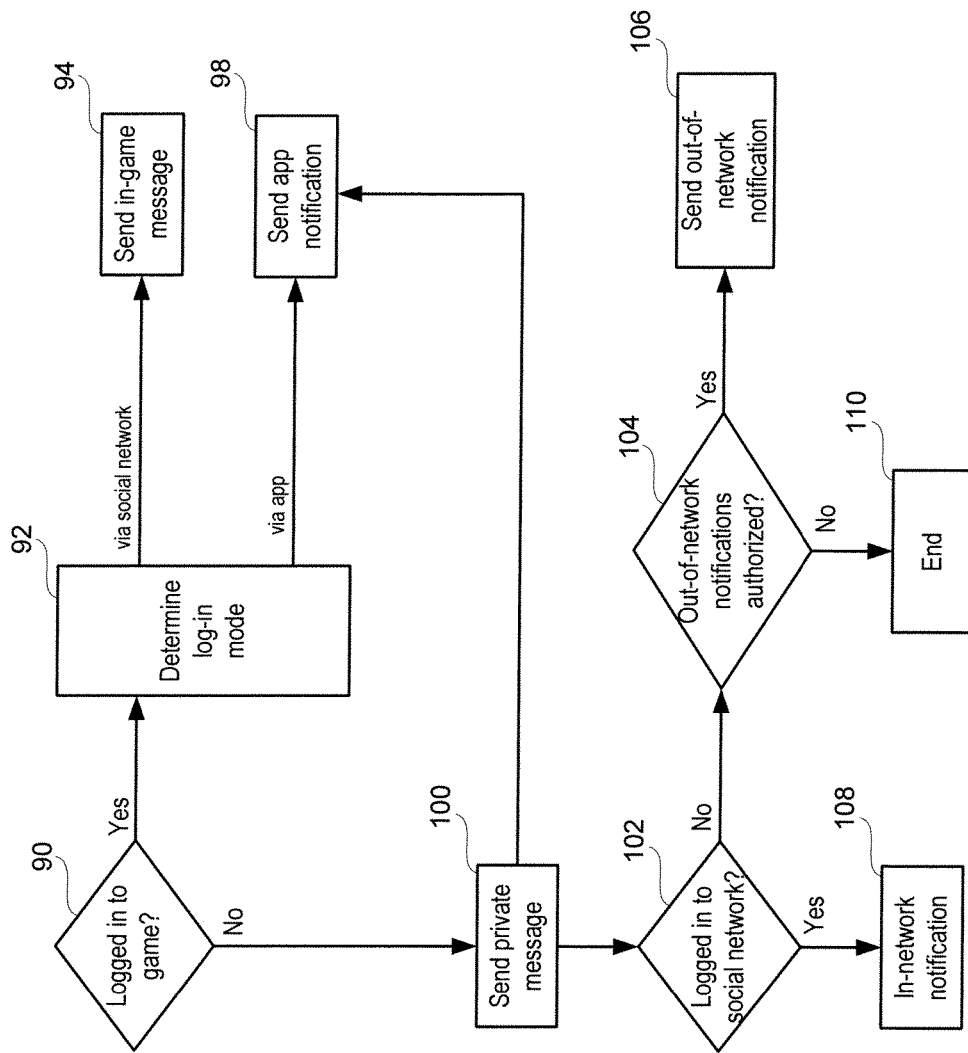 90
Logged in to
game?
Yes
No
92
Determine
log-in
mode
via social network
via app
94
Send in-game
message
98
Send app
notification
100
Send private
message
102
Logged in to
social network?
No
Yes
104
Out-of-network
notifications
authorized?
Yes
No
106
Send out-of-
network
notification
108
In-network
notification
110
End